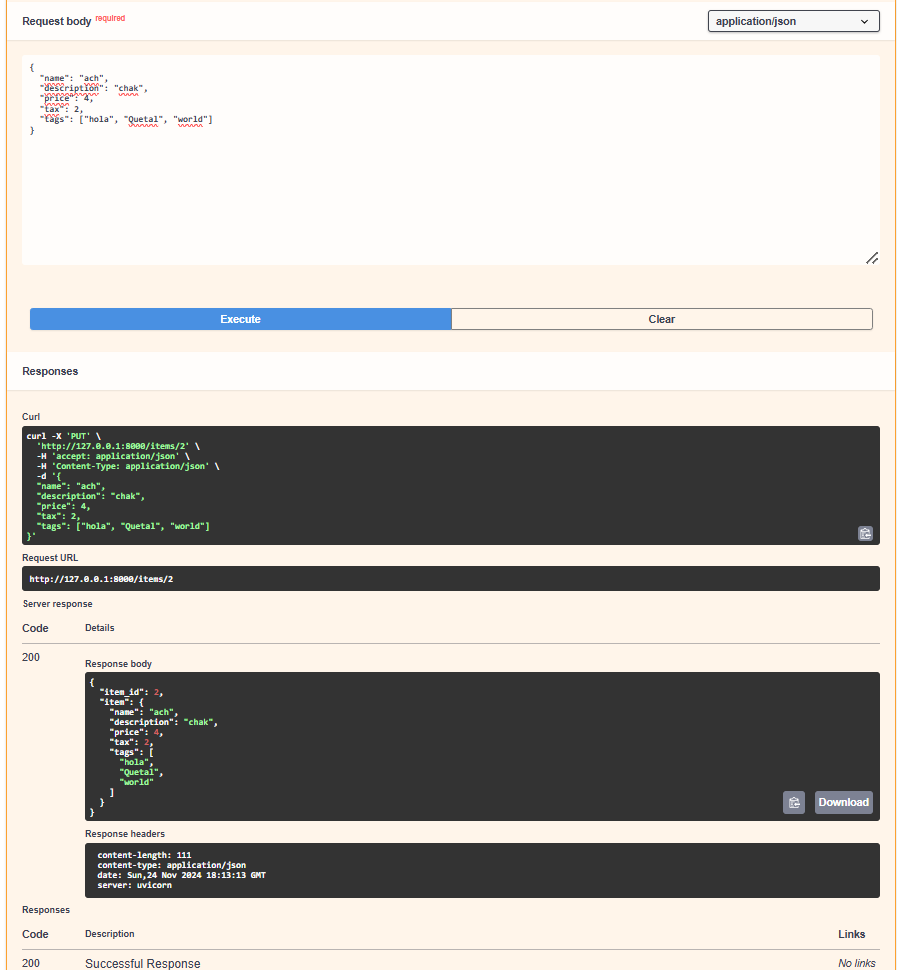 Request body required
application/json
{
  "name": "ach",
  "description": "chak",
  "price": 4,
  "tax": 2,
  "tags": ["hola", "Quetal", "world"]
}
Execute
Clear
Responses
Curl
curl -X 'PUT' \
  'http://127.0.0.1:8000/items/2' \
  -H 'accept: application/json' \
  -H 'Content-Type: application/json' \
  -d '{
  "name": "ach",
  "description": "chak",
  "price": 4,
  "tax": 2,
  "tags": ["hola", "Quetal", "world"]
}'
Request URL
http://127.0.0.1:8000/items/2
Server response
Code Details
200
Response body
{
  "item_id": 2,
  "item": {
    "name": "ach",
    "description": "chak",
    "price": 4,
    "tax": 2,
    "tags": [
      "hola",
      "Quetal",
      "world"
    ]
  }
}
Download
Response headers
content-length: 111
content-type: application/json
date: Sun,24 Nov 2024 18:13:13 GMT
server: uvicorn
Responses
Code Description Links
200 Successful Response No links